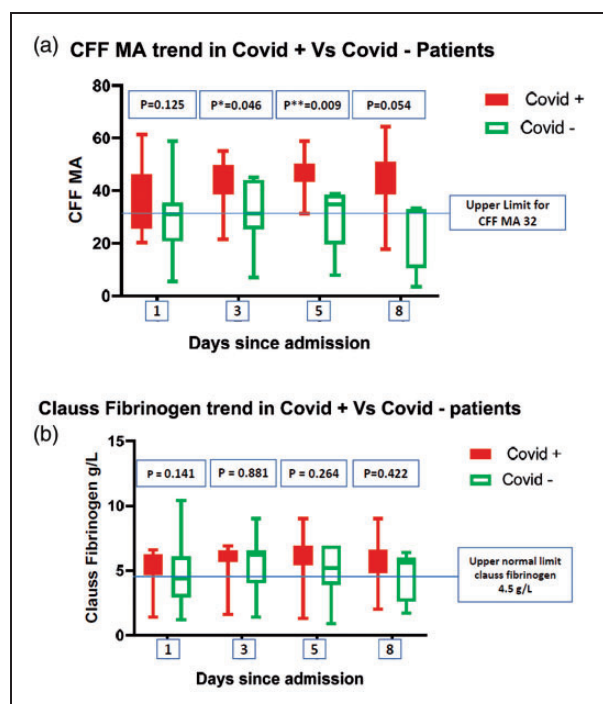 (a) CFF MA trend in Covid + Vs Covid - Patients
80
60
40
20
0
CFF MA
P=0.125 P*=0.046 P**=0.009 P=0.054
Covid +
Covid -
Upper Limit for
CFF MA 32
1 3 5 8
Days since admission
Clauss Fibrinogen trend in Covid + Vs Covid - patients
(b)
15
10
5
0
Clauss Fibrinogen g/L
P = 0.141 P = 0.881 P = 0.264 P=0.422
Covid +
Covid -
Upper normal limit
clauss fibrinogen
4.5 g/L
1 3 5 8
Days since admission